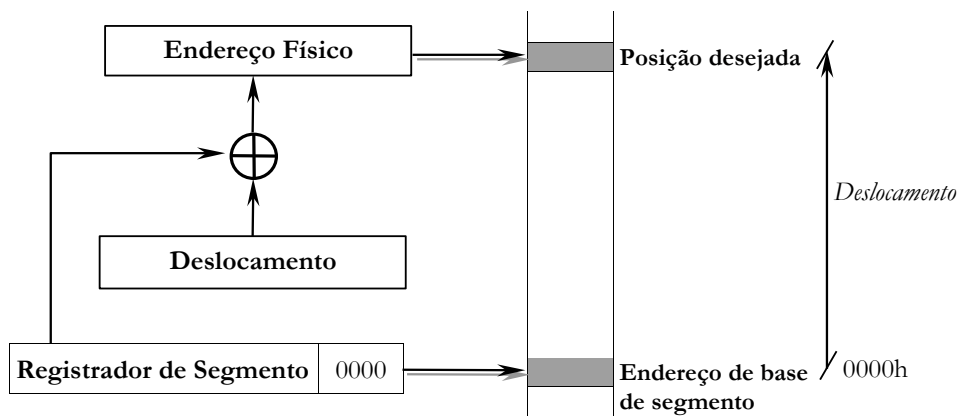 Endereço Físico
Posição desejada
Deslocamento
Deslocamento
Registrador de Segmento 0000
Endereço de base
de segmento
0000h